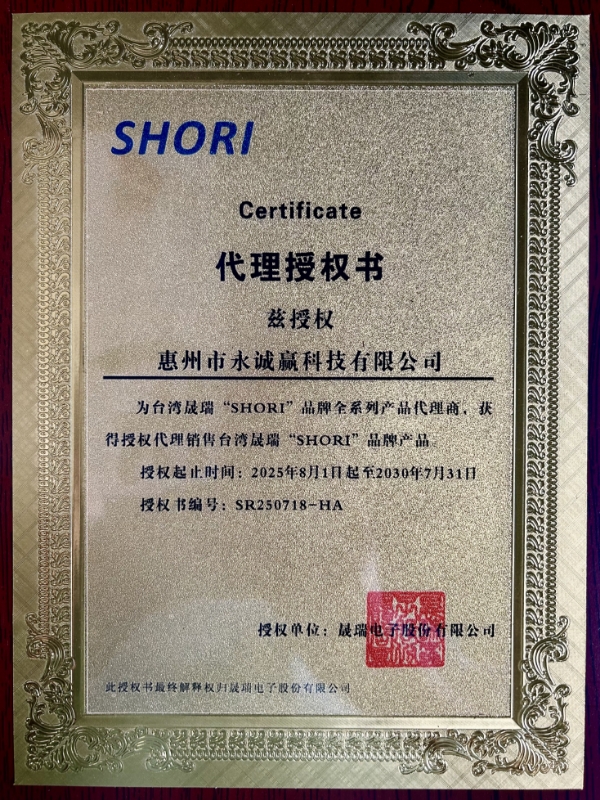 SHORI
Certificate
代理授权书
兹授权
惠州市永诚赢科技有限公司
为台湾晟瑞“SHORI”品牌全系列产品代理商，获
得授权代理销售台湾晟瑞“SHORI”品牌产品。
授权起止时间：2025年8月1日起至2030年7月31日
授权书编号：SR250718-HA
授权单位：晟瑞电子股份有限公司
此授权书最终解释权归晟瑞电子股份有限公司